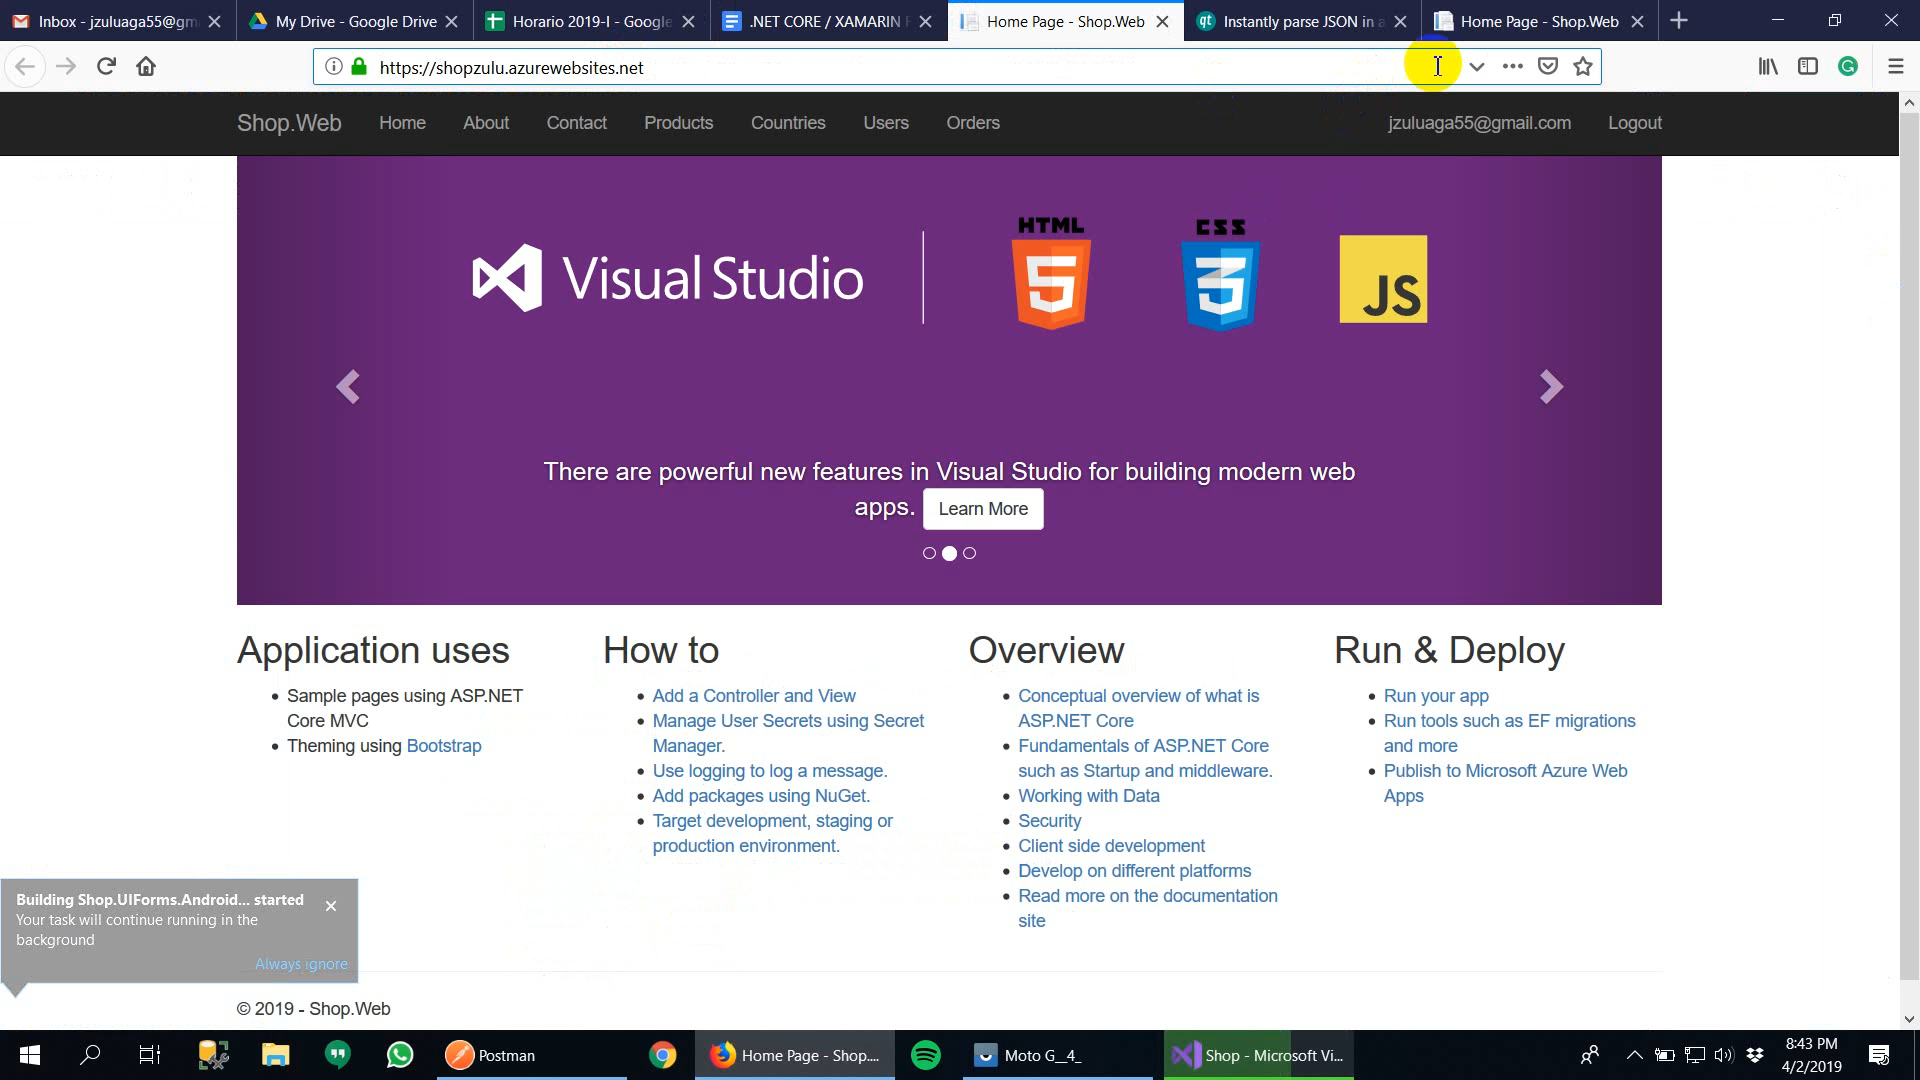 Inbox - jzuluaga55@gm
My Drive - Google Drive
Horario 2019-I - Google
.NET CORE / XAMARIN F
Home Page - Shop.Web
Instantly parse JSON in a
Home Page - Shop.Web
https://shopzulu.azurewebsites.net
Shop.Web
Home
About
Contact
Products
Countries
Users
Orders
jzuluaga55@gmail.com
Logout
Visual Studio
HTML
5
CSS
3
JS
There are powerful new features in Visual Studio for building modern web
apps. Learn More
Application uses
Sample pages using ASP.NET
Core MVC
Theming using Bootstrap
How to
Add a Controller and View
Manage User Secrets using Secret
Manager.
Use logging to log a message.
Add packages using NuGet.
Target development, staging or
production environment.
Overview
Conceptual overview of what is
ASP.NET Core
Fundamentals of ASP.NET Core
such as Startup and middleware.
Working with Data
Security
Client side development
Develop on different platforms
Read more on the documentation
site
Run & Deploy
Run your app
Run tools such as EF migrations
and more
Publish to Microsoft Azure Web
Apps
Building Shop.UIForms.Android... started
Your task will continue running in the
background
Always ignore
© 2019 - Shop.Web
Postman
Home Page - Shop....
Moto G_4_
Shop - Microsoft Vi...
8:43 PM
4/2/2019